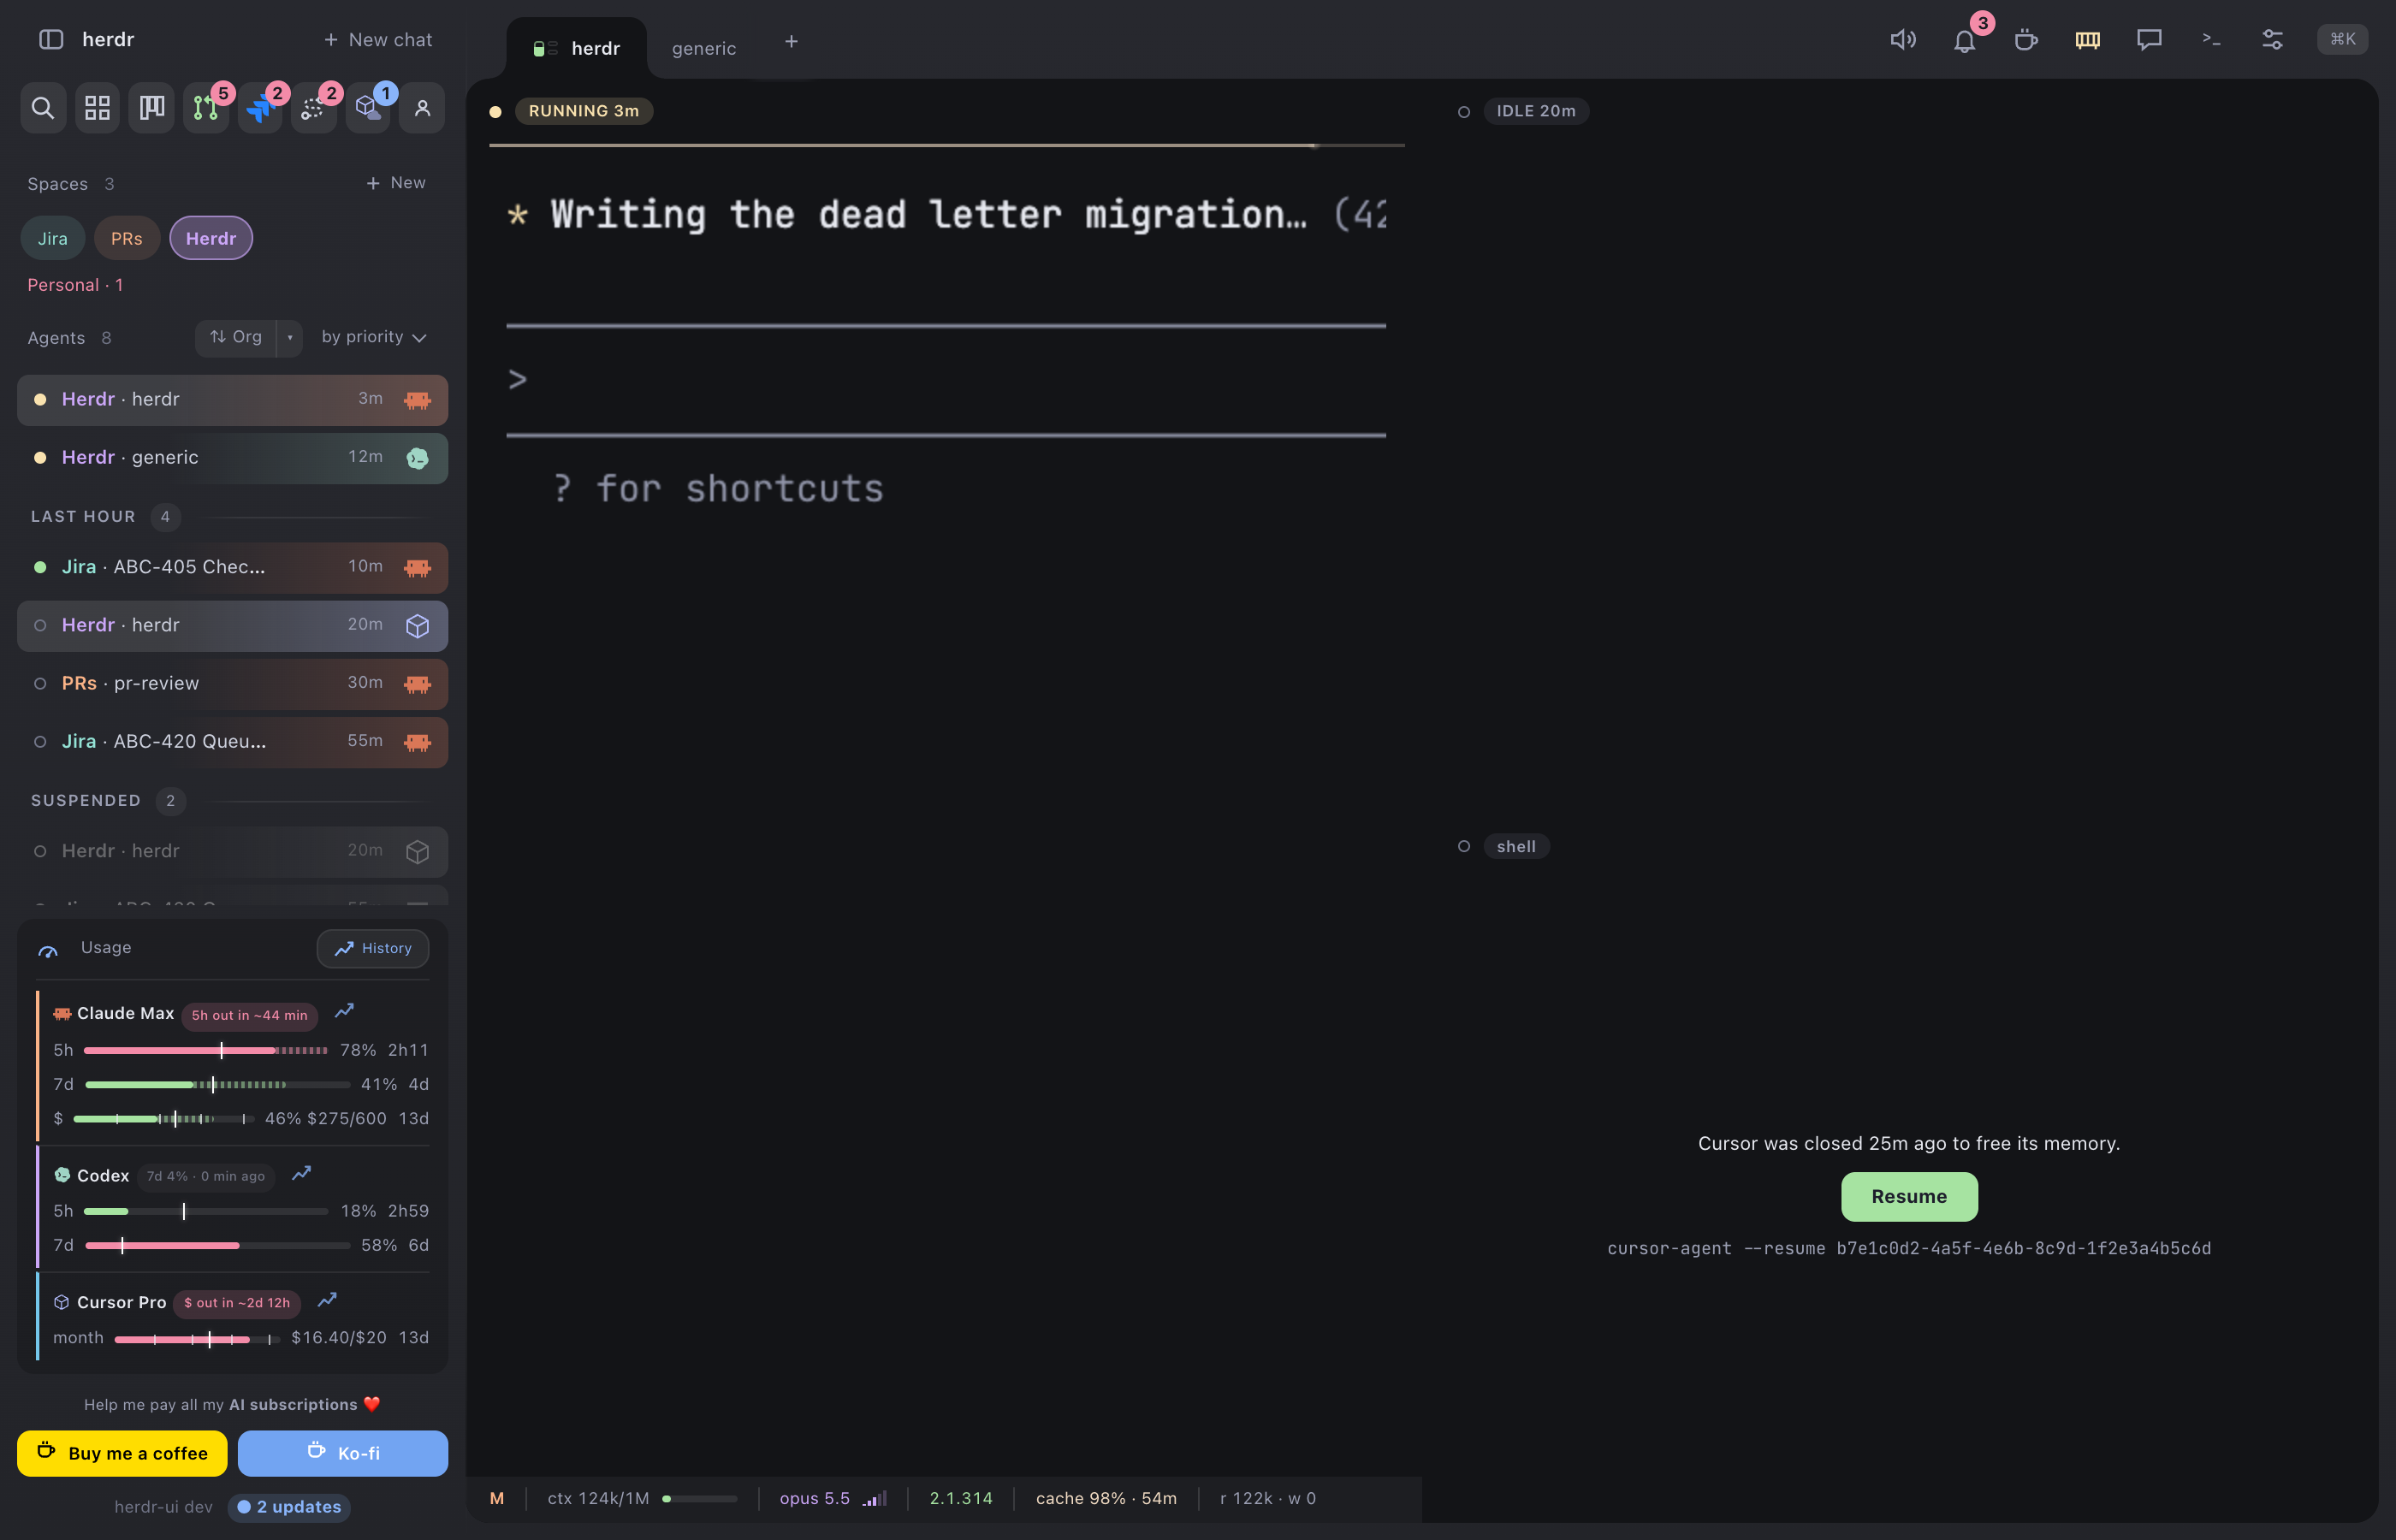 herdr
+ New chat
herdr
generic
+
3
⌘K
5
2
2
1
Spaces 3
+ New
Jira
PRs
Herdr
Personal · 1
Agents 8
Org
by priority
Herdr · herdr 3m
Herdr · generic 12m
LAST HOUR 4
Jira · ABC-405 Chec... 10m
Herdr · herdr 20m
PRs · pr-review 30m
Jira · ABC-420 Queu... 55m
SUSPENDED 2
Herdr · herdr 20m
Usage
History
Claude Max 5h out in ~44 min
5h 78% 2h11
7d 41% 4d
$ 46% $275/600 13d
Codex 7d 4% · 0 min ago
5h 18% 2h59
7d 58% 6d
Cursor Pro $ out in ~2d 12h
month $16.40/$20 13d
Help me pay all my AI subscriptions ❤️
Buy me a coffee
Ko-fi
herdr-ui dev
2 updates
RUNNING 3m
* Writing the dead letter migration… (42
>
? for shortcuts
M
ctx 124k/1M
opus 5.5
2.1.314
cache 98% · 54m
r 122k · w 0
IDLE 20m
shell
Cursor was closed 25m ago to free its memory.
Resume
cursor-agent --resume b7e1c0d2-4a5f-4e6b-8c9d-1f2e3a4b5c6d